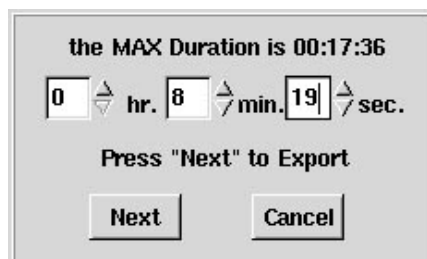 the MAX Duration is 00:17:36
0 hr. 8 min. 19 sec.
Press "Next" to Export
Next Cancel